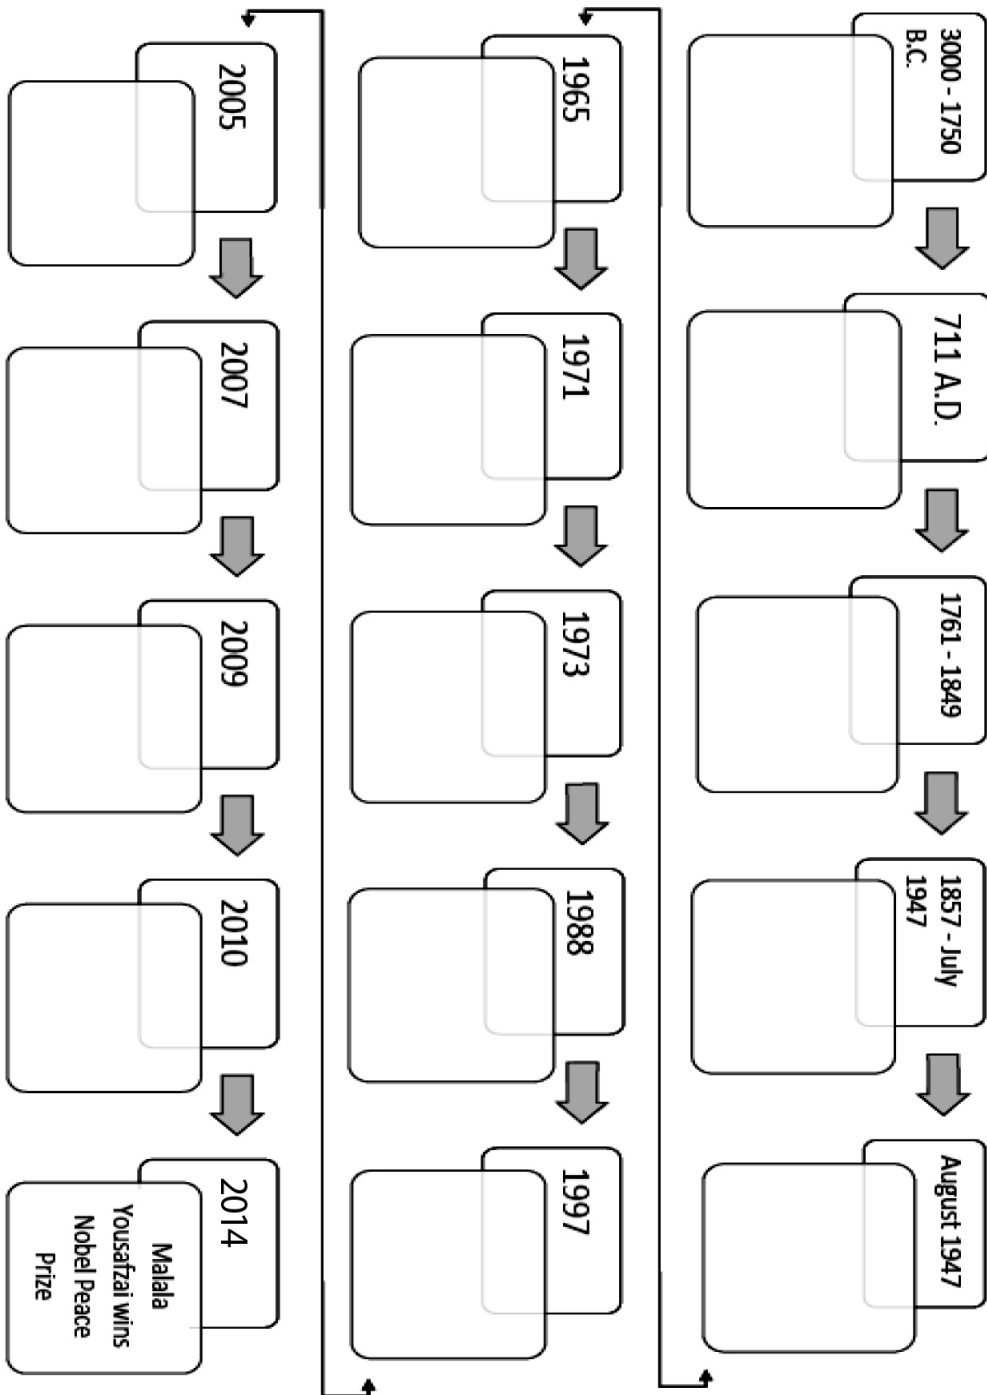 3000 - 1750
B.C.
711 A.D.
1761 - 1849
1857 - July
1947
August 1947
1965
1971
1973
1988
1997
2005
2007
2009
2010
2014
Malala
Yousafzai wins
Nobel Peace
Prize